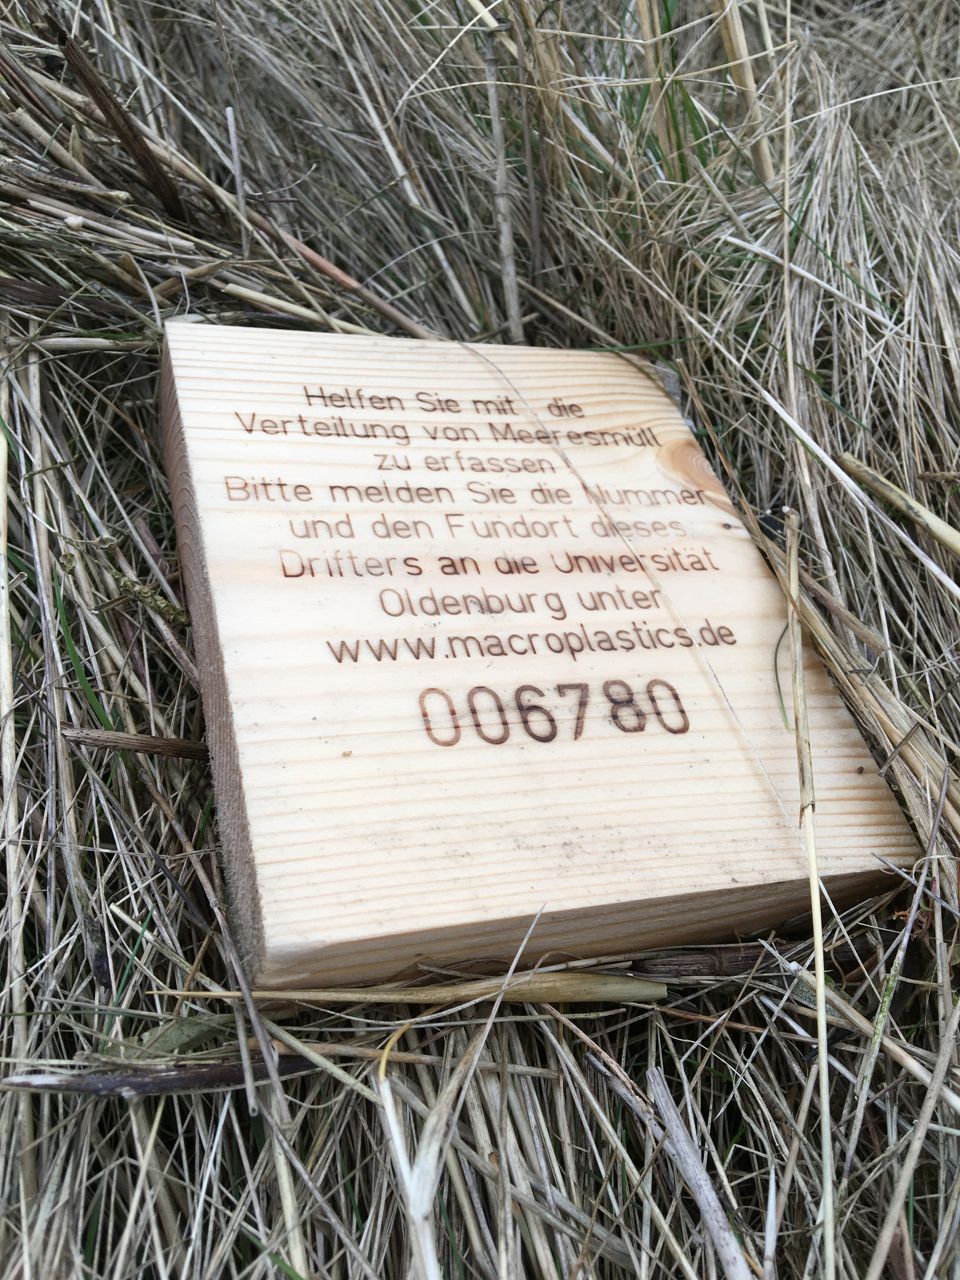 Helfen Sie mit die
Verteilung von Meeresmüll
zu erfassen
Bitte melden Sie die Nummer
und den Fundort dieses
Drifters an die Universität
Oldenburg unter
www.macroplastics.de
006780